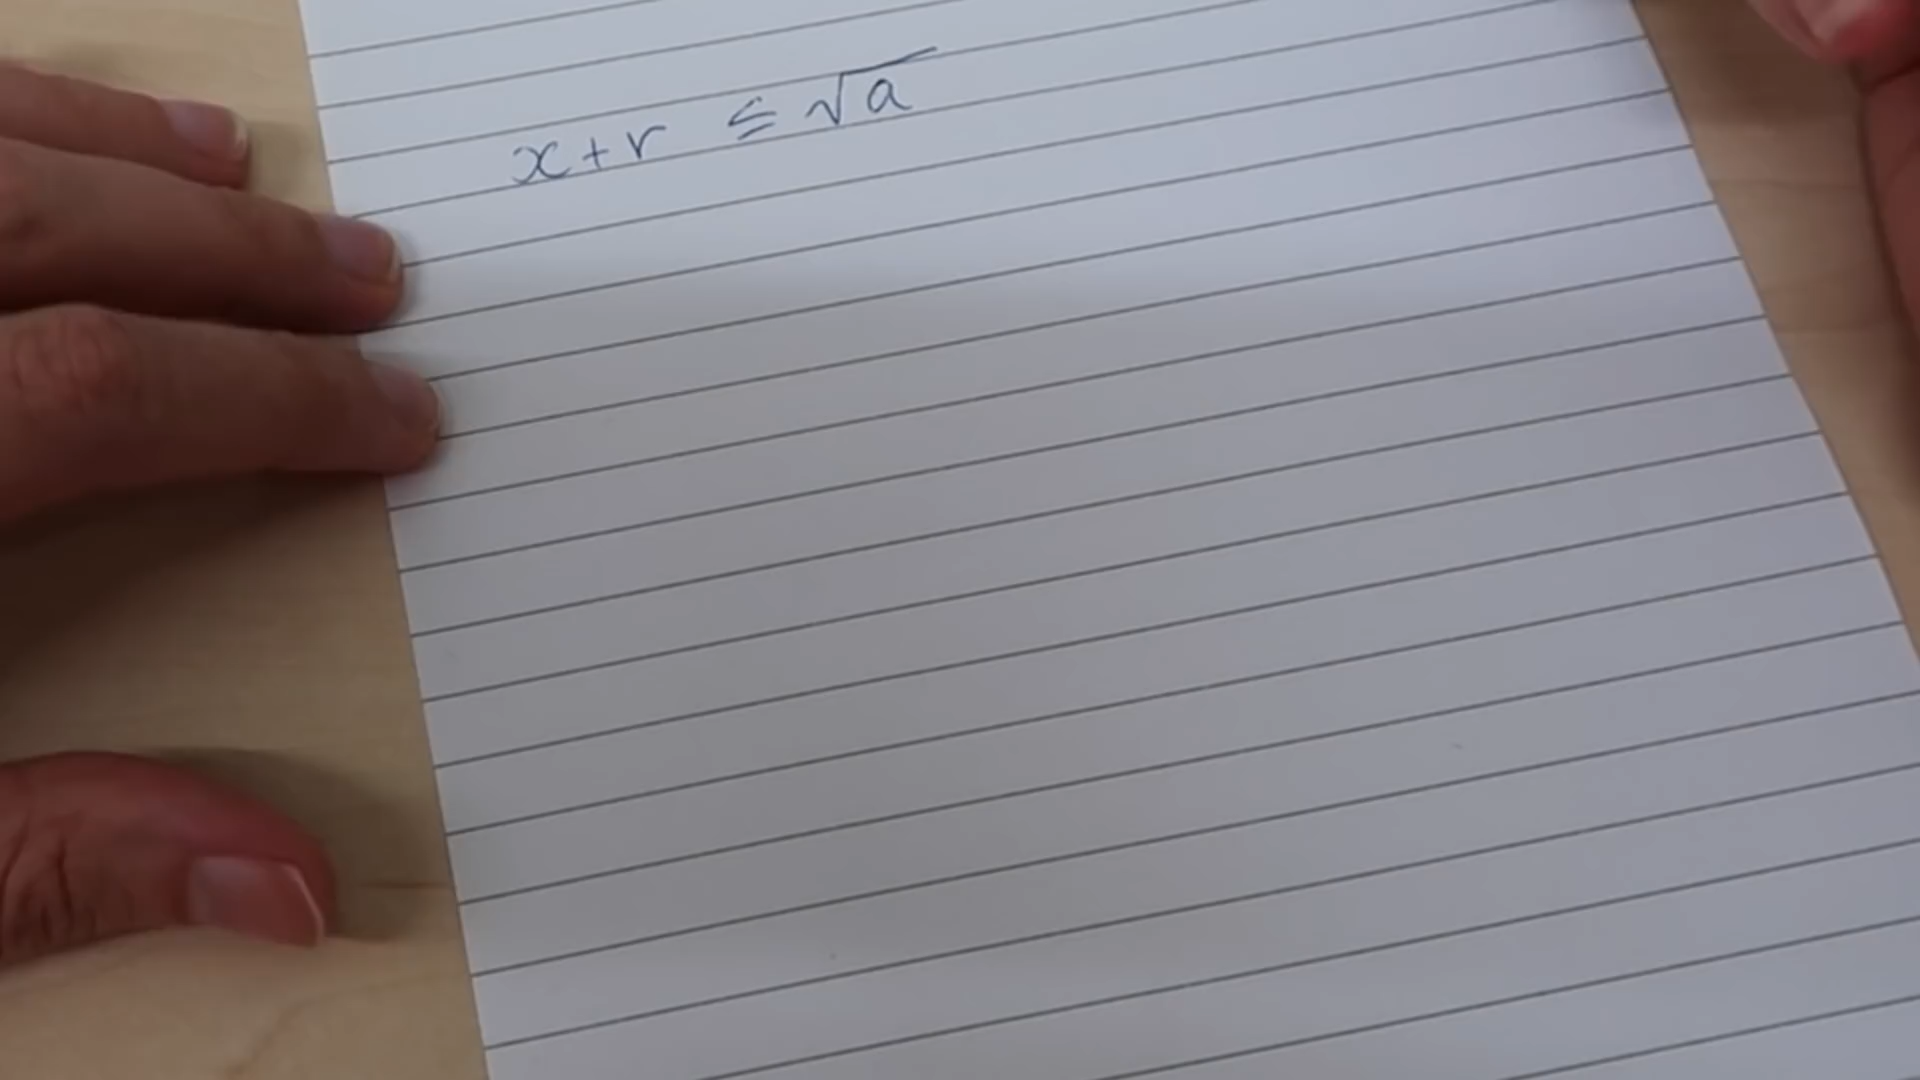 x+r ≤ √a